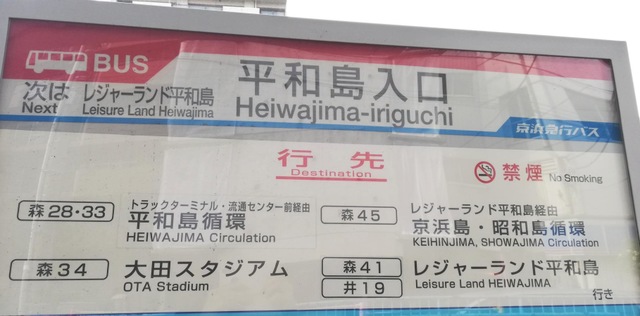 BUS
平和島入口
Heiwajima-iriguchi
次は レジャーランド平和島
Next Leisure Land Heiwajima
京浜急行バス
行先
Destination
禁煙 No Smoking
森28・33
トラックターミナル・流通センター前経由
平和島循環
HEIWAJIMA Circulation
森45
レジャーランド平和島経由
京浜島・昭和島循環
KEIHINJIMA, SHOWAJIMA Circulation
森34
大田スタジアム
OTA Stadium
森41
井19
レジャーランド平和島
Leisure Land HEIWAJIMA
行き